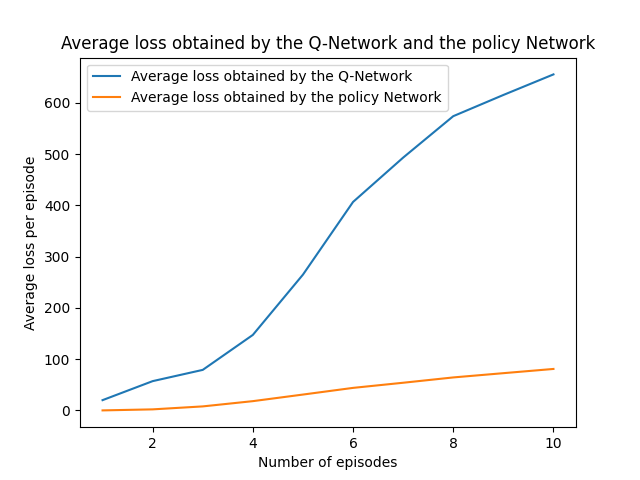 Average loss obtained by the Q-Network and the policy Network
Average loss obtained by the Q-Network
Average loss obtained by the policy Network
Average loss per episode
600
500
400
300
200
100
0
2 4 6 8 10
Number of episodes